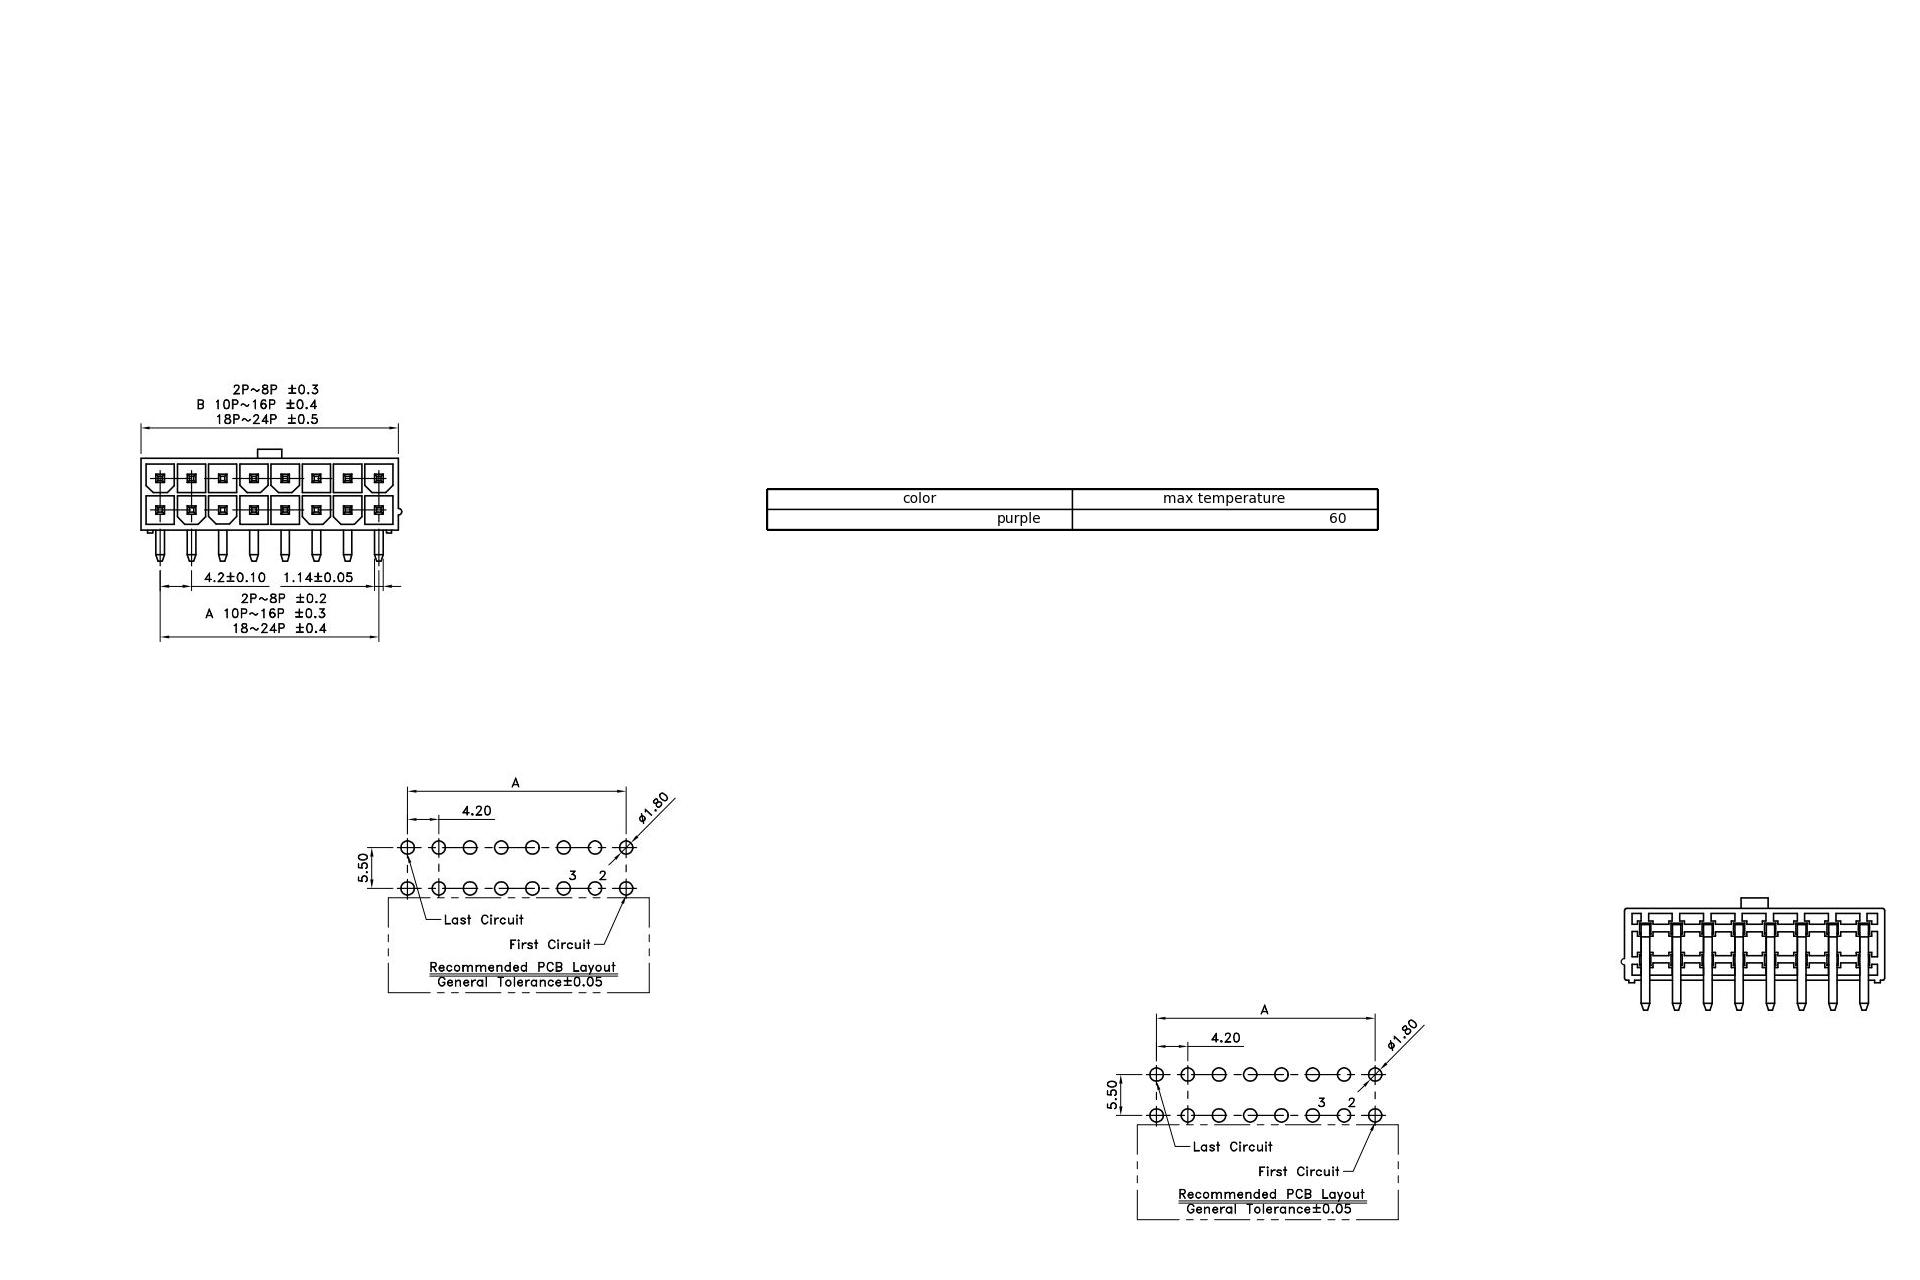 2P~8P ±0.3
B 10P~16P ±0.4
18P~24P ±0.5
4.2±0.10 1.14±0.05
2P~8P ±0.2
A 10P~16P ±0.3
18~24P ±0.4
color max temperature
purple 60
A
4.20
ø1.80
5.50
3 2
Last Circuit
First Circuit
Recommended PCB Layout
General Tolerance±0.05
A
4.20
ø1.80
5.50
3 2
Last Circuit
First Circuit
Recommended PCB Layout
General Tolerance±0.05